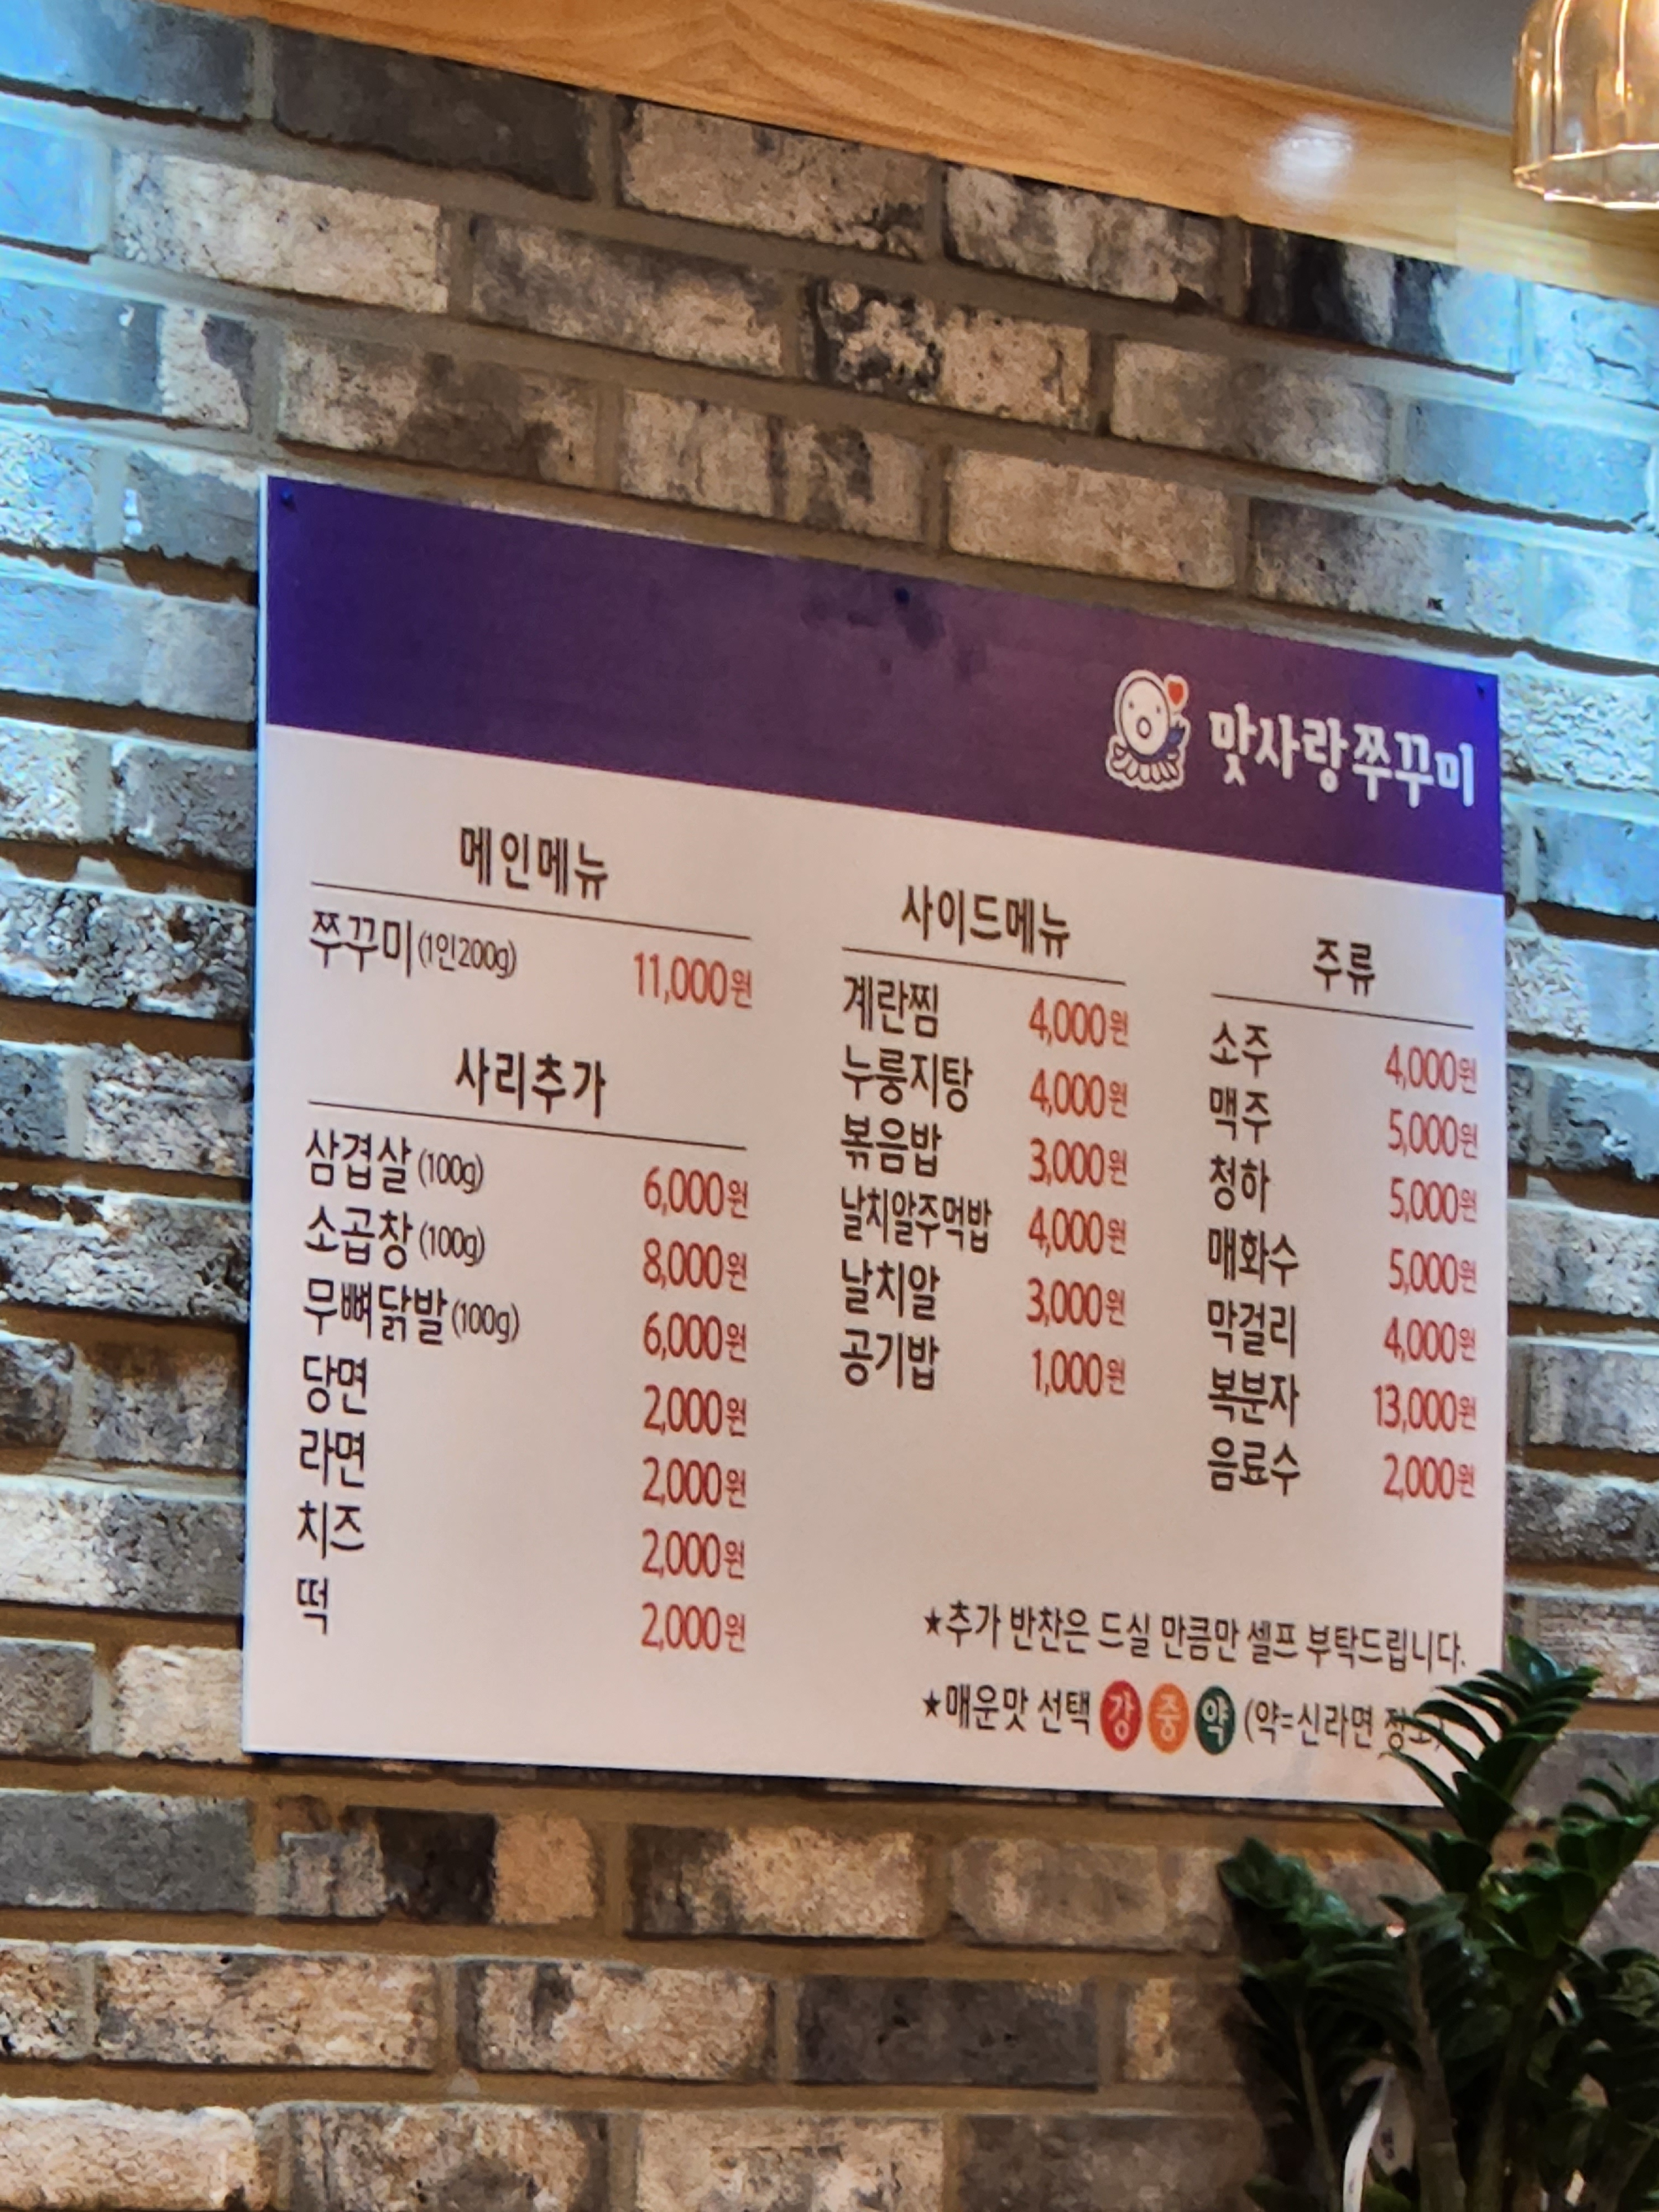 맛사랑쭈꾸미
메인메뉴
쭈꾸미(1인200g) 11,000원
사리추가
삼겹살(100g) 6,000원
소곱창(100g) 8,000원
무뼈닭발(100g) 6,000원
당면 2,000원
라면 2,000원
치즈 2,000원
떡 2,000원
사이드메뉴
계란찜 4,000원
누룽지탕 4,000원
볶음밥 3,000원
날치알주먹밥 4,000원
날치알 3,000원
공기밥 1,000원
주류
소주 4,000원
맥주 5,000원
청하 5,000원
매화수 5,000원
막걸리 4,000원
복분자 13,000원
음료수 2,000원
★추가 반찬은 드실 만큼만 셀프 부탁드립니다.
★매운맛 선택 강 중 약 (약=신라면 정도)